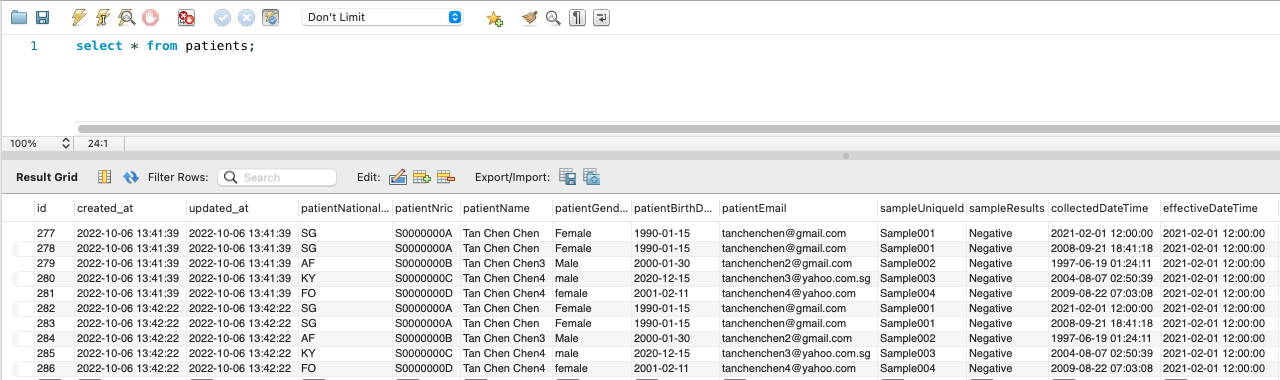 Don't Limit
1 select * from patients;
100% 24:1
Result Grid Filter Rows: Search Edit: Export/Import:
id created_at updated_at patientNational... patientNric patientName patientGend... patientBirthD... patientEmail sampleUniqueId sampleResults collectedDateTime effectiveDateTime
277 2022-10-06 13:41:39 2022-10-06 13:41:39 SG S0000000A Tan Chen Chen Female 1990-01-15 tanchenchen@gmail.com Sample001 Negative 2021-02-01 12:00:00 2021-02-01 12:00:00
278 2022-10-06 13:41:39 2022-10-06 13:41:39 SG S0000000A Tan Chen Chen Female 1990-01-15 tanchenchen@gmail.com Sample001 Negative 2008-09-21 18:41:18 2021-02-01 12:00:00
279 2022-10-06 13:41:39 2022-10-06 13:41:39 AF S0000000B Tan Chen Chen3 Male 2000-01-30 tanchenchen2@gmail.com Sample002 Negative 1997-06-19 01:24:11 2021-02-01 12:00:00
280 2022-10-06 13:41:39 2022-10-06 13:41:39 KY S0000000C Tan Chen Chen4 male 2020-12-15 tanchenchen3@yahoo.com.sg Sample003 Negative 2004-08-07 02:50:39 2021-02-01 12:00:00
281 2022-10-06 13:41:39 2022-10-06 13:41:39 FO S0000000D Tan Chen Chen4 female 2001-02-11 tanchenchen4@yahoo.com Sample004 Negative 2009-08-22 07:03:08 2021-02-01 12:00:00
282 2022-10-06 13:42:22 2022-10-06 13:42:22 SG S0000000A Tan Chen Chen Female 1990-01-15 tanchenchen@gmail.com Sample001 Negative 2021-02-01 12:00:00 2021-02-01 12:00:00
283 2022-10-06 13:42:22 2022-10-06 13:42:22 SG S0000000A Tan Chen Chen Female 1990-01-15 tanchenchen@gmail.com Sample001 Negative 2008-09-21 18:41:18 2021-02-01 12:00:00
284 2022-10-06 13:42:22 2022-10-06 13:42:22 AF S0000000B Tan Chen Chen3 Male 2000-01-30 tanchenchen2@gmail.com Sample002 Negative 1997-06-19 01:24:11 2021-02-01 12:00:00
285 2022-10-06 13:42:22 2022-10-06 13:42:22 KY S0000000C Tan Chen Chen4 male 2020-12-15 tanchenchen3@yahoo.com.sg Sample003 Negative 2004-08-07 02:50:39 2021-02-01 12:00:00
286 2022-10-06 13:42:22 2022-10-06 13:42:22 FO S0000000D Tan Chen Chen4 female 2001-02-11 tanchenchen4@yahoo.com Sample004 Negative 2009-08-22 07:03:08 2021-02-01 12:00:00